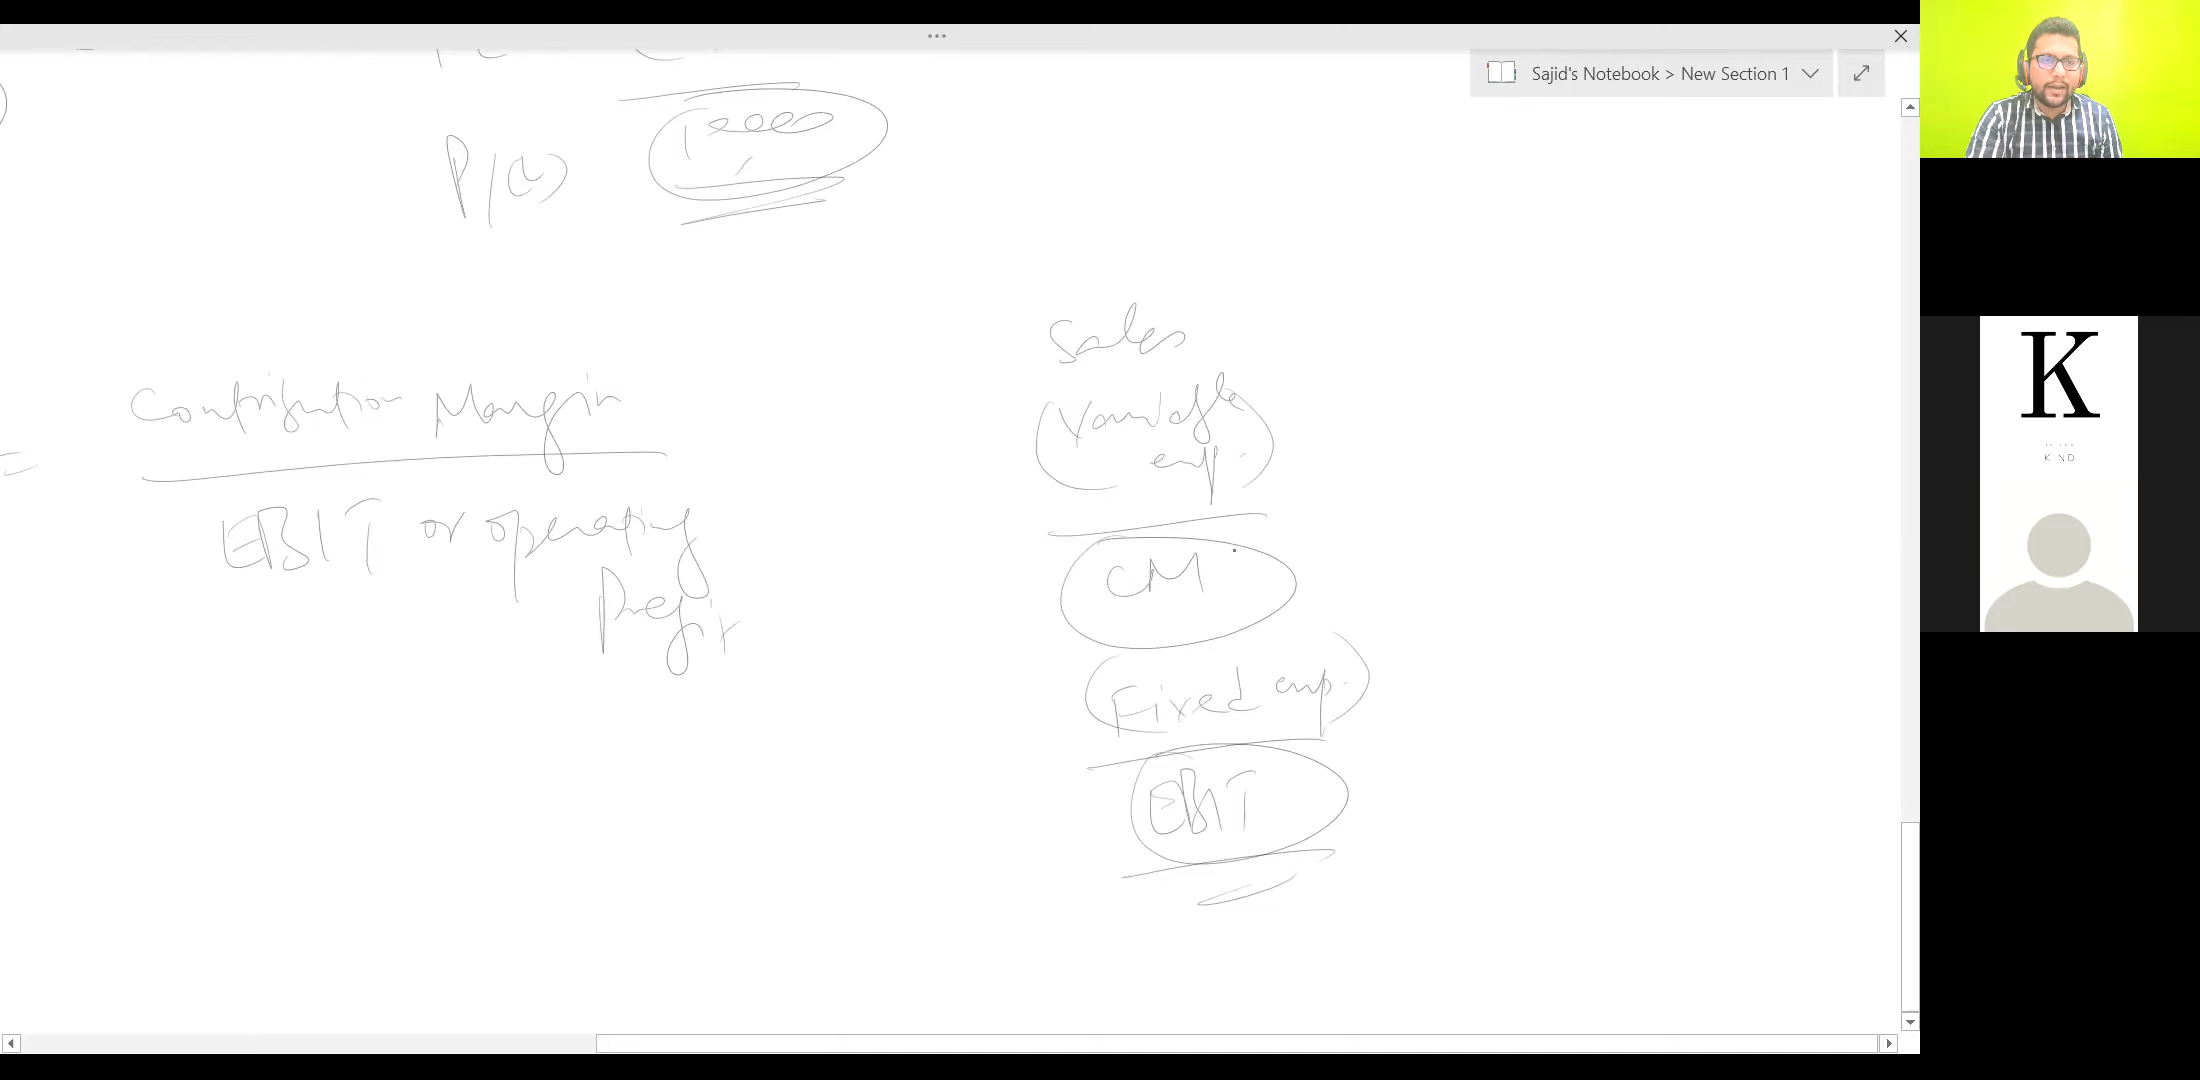 Sajid's Notebook > New Section 1
P/(L)
=
Contribution Margin
EBIT or operating
Profit
Sales
(Variable
exp.)
CM
(Fixed exp.)
EBIT
K
KIND